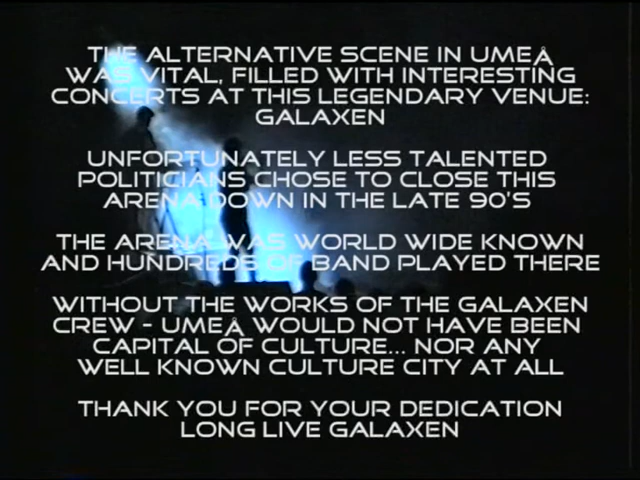 THE ALTERNATIVE SCENE IN UMEÅ
WAS VITAL, FILLED WITH INTERESTING
CONCERTS AT THIS LEGENDARY VENUE:
GALAXEN
UNFORTUNATELY LESS TALENTED
POLITICIANS CHOSE TO CLOSE THIS
ARENA DOWN IN THE LATE 90'S
THE ARENA WAS WORLD WIDE KNOWN
AND HUNDREDS OF BAND PLAYED THERE
WITHOUT THE WORKS OF THE GALAXEN
CREW - UMEÅ WOULD NOT HAVE BEEN
CAPITAL OF CULTURE... NOR ANY
WELL KNOWN CULTURE CITY AT ALL
THANK YOU FOR YOUR DEDICATION
LONG LIVE GALAXEN